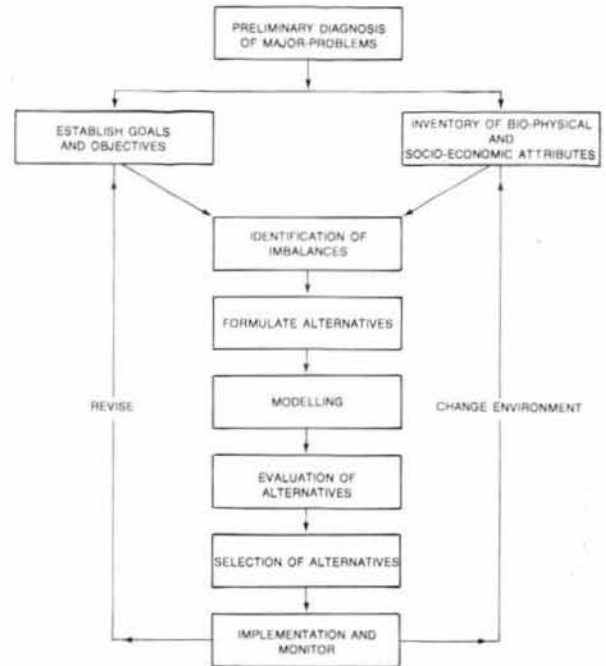 PRELIMINARY DIAGNOSIS
OF MAJOR-PROBLEMS
ESTABLISH GOALS
AND OBJECTIVES
INVENTORY OF BIO-PHYSICAL
AND
SOCIO-ECONOMIC ATTRIBUTES
IDENTIFICATION OF
IMBALANCES
FORMULATE ALTERNATIVES
REVISE
MODELLING
CHANGE ENVIRONMENT
EVALUATION OF
ALTERNATIVES
SELECTION OF ALTERNATIVES
IMPLEMENTATION AND
MONITOR